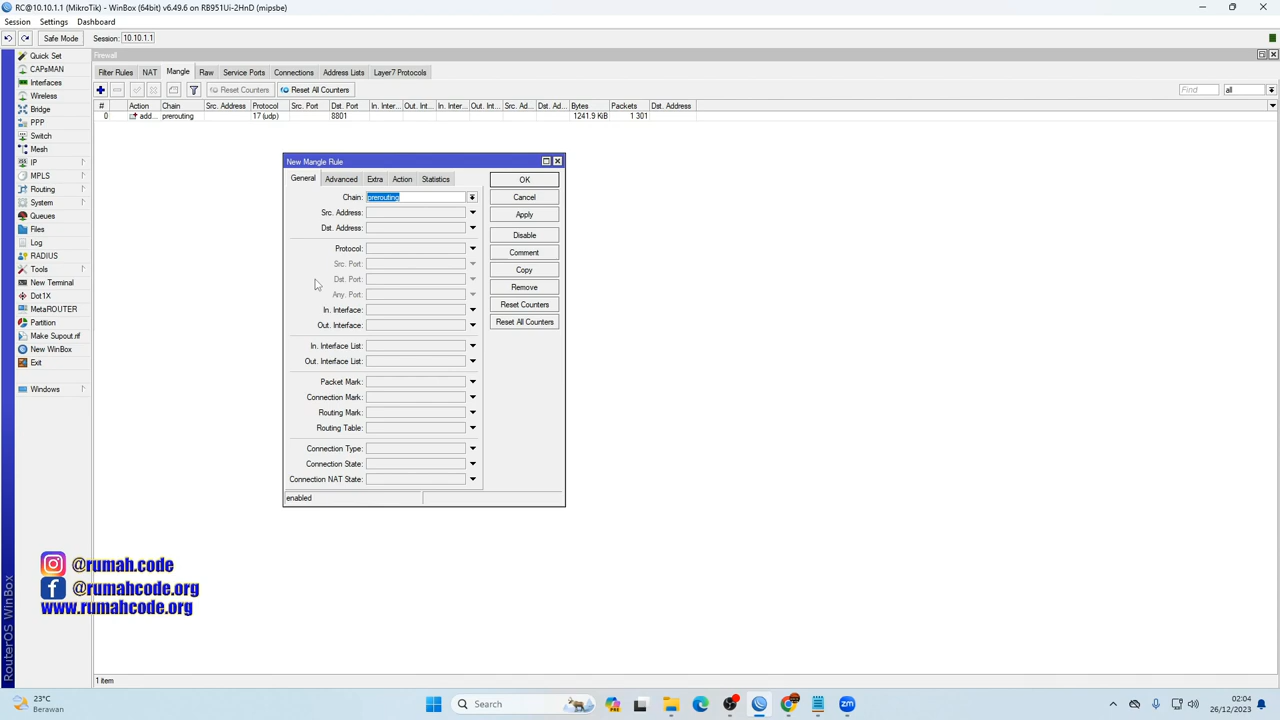 RC@10.10.1.1 (MikroTik) - WinBox (64bit) v6.49.6 on RB951Ui-2HnD (mipsbe)
Session Settings Dashboard
Safe Mode Session: 10.10.1.1
Quick Set
CAPsMAN
Interfaces
Wireless
Bridge
PPP
Switch
Mesh
IP
MPLS
Routing
System
Queues
Files
Log
RADIUS
Tools
New Terminal
Dot1X
MetaROUTER
Partition
Make Supout.rif
New WinBox
Exit
Windows
RouterOS WinBox
Firewall
Filter Rules NAT Mangle Raw Service Ports Connections Address Lists Layer7 Protocols
Reset Counters Reset All Counters Find all
# Action Chain Src. Address Protocol Src. Port Dst. Port In. Inter... Out. Int... In. Inter... Out. Int... Src. Ad... Dst. Ad... Bytes Packets Dst. Address
0 add... prerouting 17 (udp) 8801 1241.9 KiB 1 301
New Mangle Rule
General Advanced Extra Action Statistics
Chain: prerouting
Src. Address:
Dst. Address:
Protocol:
Src. Port:
Dst. Port:
Any. Port:
In. Interface:
Out. Interface:
In. Interface List:
Out. Interface List:
Packet Mark:
Connection Mark:
Routing Mark:
Routing Table:
Connection Type:
Connection State:
Connection NAT State:
enabled
OK
Cancel
Apply
Disable
Comment
Copy
Remove
Reset Counters
Reset All Counters
@rumah.code
@rumahcode.org
www.rumahcode.org
1 item
23°C
Berawan
Search
zm
02:04
26/12/2023